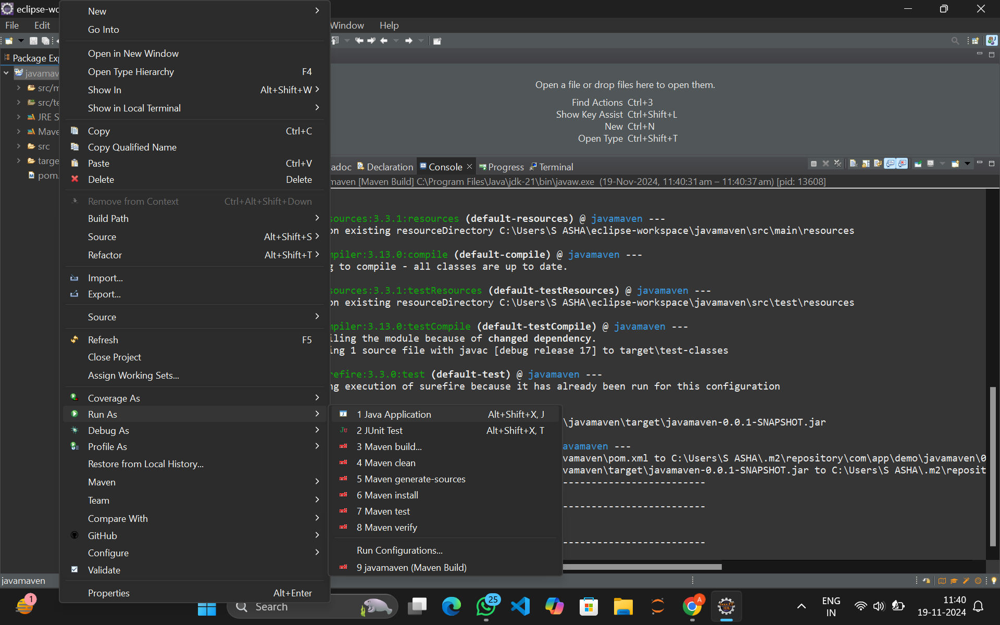 eclipse-wo
File Edit Window Help
Package Exp
javamav
src/m
src/te
JRE S
Mave
src
targe
pom.
New
Go Into
Open in New Window
Open Type Hierarchy F4
Show In Alt+Shift+W
Show in Local Terminal
Copy Ctrl+C
Copy Qualified Name
Paste Ctrl+V
Delete Delete
Remove from Context Ctrl+Alt+Shift+Down
Build Path
Source Alt+Shift+S
Refactor Alt+Shift+T
Import...
Export...
Source
Refresh F5
Close Project
Assign Working Sets...
Coverage As
Run As
Debug As
Profile As
Restore from Local History...
Maven
Team
Compare With
GitHub
Configure
Validate
Properties Alt+Enter
1 Java Application Alt+Shift+X, J
2 JUnit Test Alt+Shift+X, T
3 Maven build...
4 Maven clean
5 Maven generate-sources
6 Maven install
7 Maven test
8 Maven verify
Run Configurations...
9 javamaven (Maven Build)
Open a file or drop files here to open them.
Find Actions Ctrl+3
Show Key Assist Ctrl+Shift+L
New Ctrl+N
Open Type Ctrl+Shift+T
adoc Declaration Console Progress Terminal
maven [Maven Build] C:\Program Files\Java\jdk-21\bin\javaw.exe (19-Nov-2024, 11:40:31 am – 11:40:37 am) [pid: 13608]
sources:3.3.1:resources (default-resources) @ javamaven ---
on existing resourceDirectory C:\Users\S ASHA\eclipse-workspace\javamaven\src\main\resources
mpiler:3.13.0:compile (default-compile) @ javamaven ---
g to compile - all classes are up to date.
sources:3.3.1:testResources (default-testResources) @ javamaven ---
on existing resourceDirectory C:\Users\S ASHA\eclipse-workspace\javamaven\src\test\resources
mpiler:3.13.0:testCompile (default-testCompile) @ javamaven ---
iling the module because of changed dependency.
ing 1 source file with javac [debug release 17] to target\test-classes
refire:3.3.0:test (default-test) @ javamaven ---
ng execution of surefire because it has already been run for this configuration
\javamaven\target\javamaven-0.0.1-SNAPSHOT.jar
avamaven ---
vamaven\pom.xml to C:\Users\S ASHA\.m2\repository\com\app\demo\javamaven\0
vamaven\target\javamaven-0.0.1-SNAPSHOT.jar to C:\Users\S ASHA\.m2\reposit
-------------------------
-------------------------
-------------------------
javamaven
1
Search
25
A
ENG
IN
11:40
19-11-2024